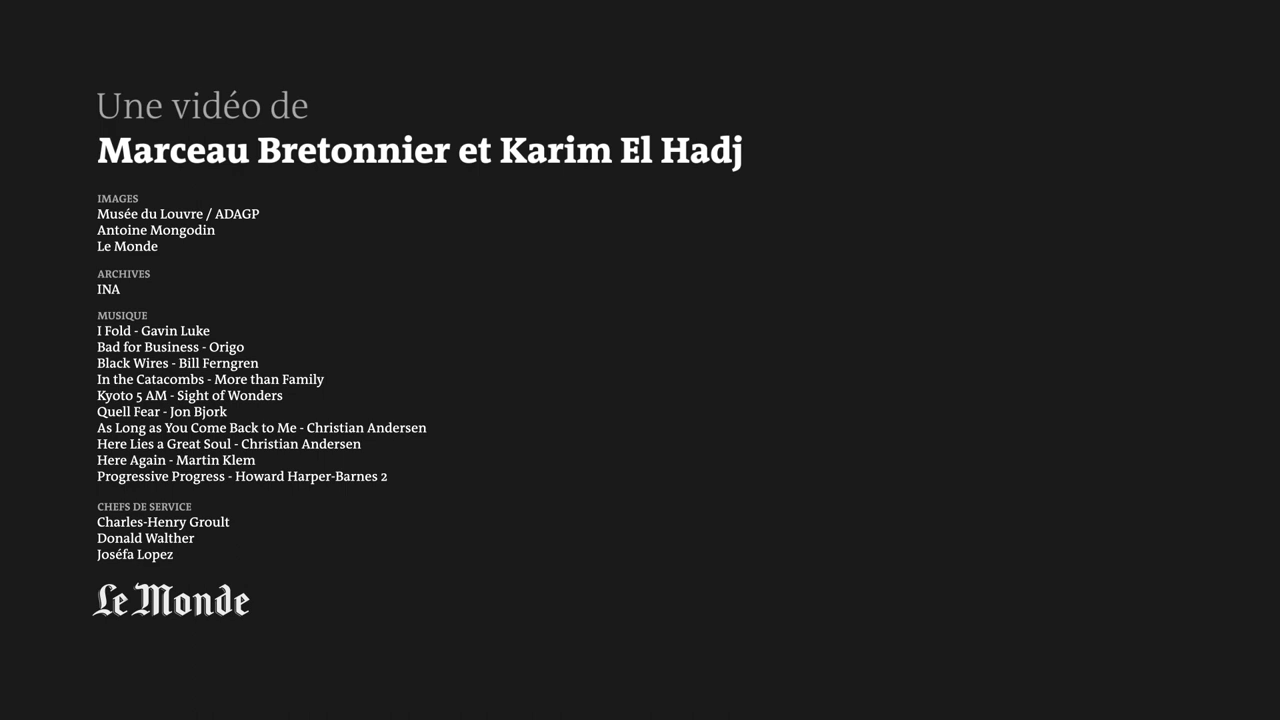 Une vidéo de
Marceau Bretonnier et Karim El Hadj
IMAGES
Musée du Louvre / ADAGP
Antoine Mongodin
Le Monde
ARCHIVES
INA
MUSIQUE
I Fold - Gavin Luke
Bad for Business - Origo
Black Wires - Bill Ferngren
In the Catacombs - More than Family
Kyoto 5 AM - Sight of Wonders
Quell Fear - Jon Bjork
As Long as You Come Back to Me - Christian Andersen
Here Lies a Great Soul - Christian Andersen
Here Again - Martin Klem
Progressive Progress - Howard Harper-Barnes 2
CHEFS DE SERVICE
Charles-Henry Groult
Donald Walther
Joséfa Lopez
Le Monde